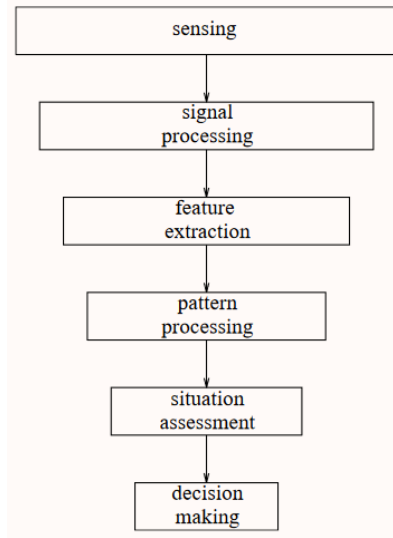 sensing
signal
processing
feature
extraction
pattern
processing
situation
assessment
decision
making